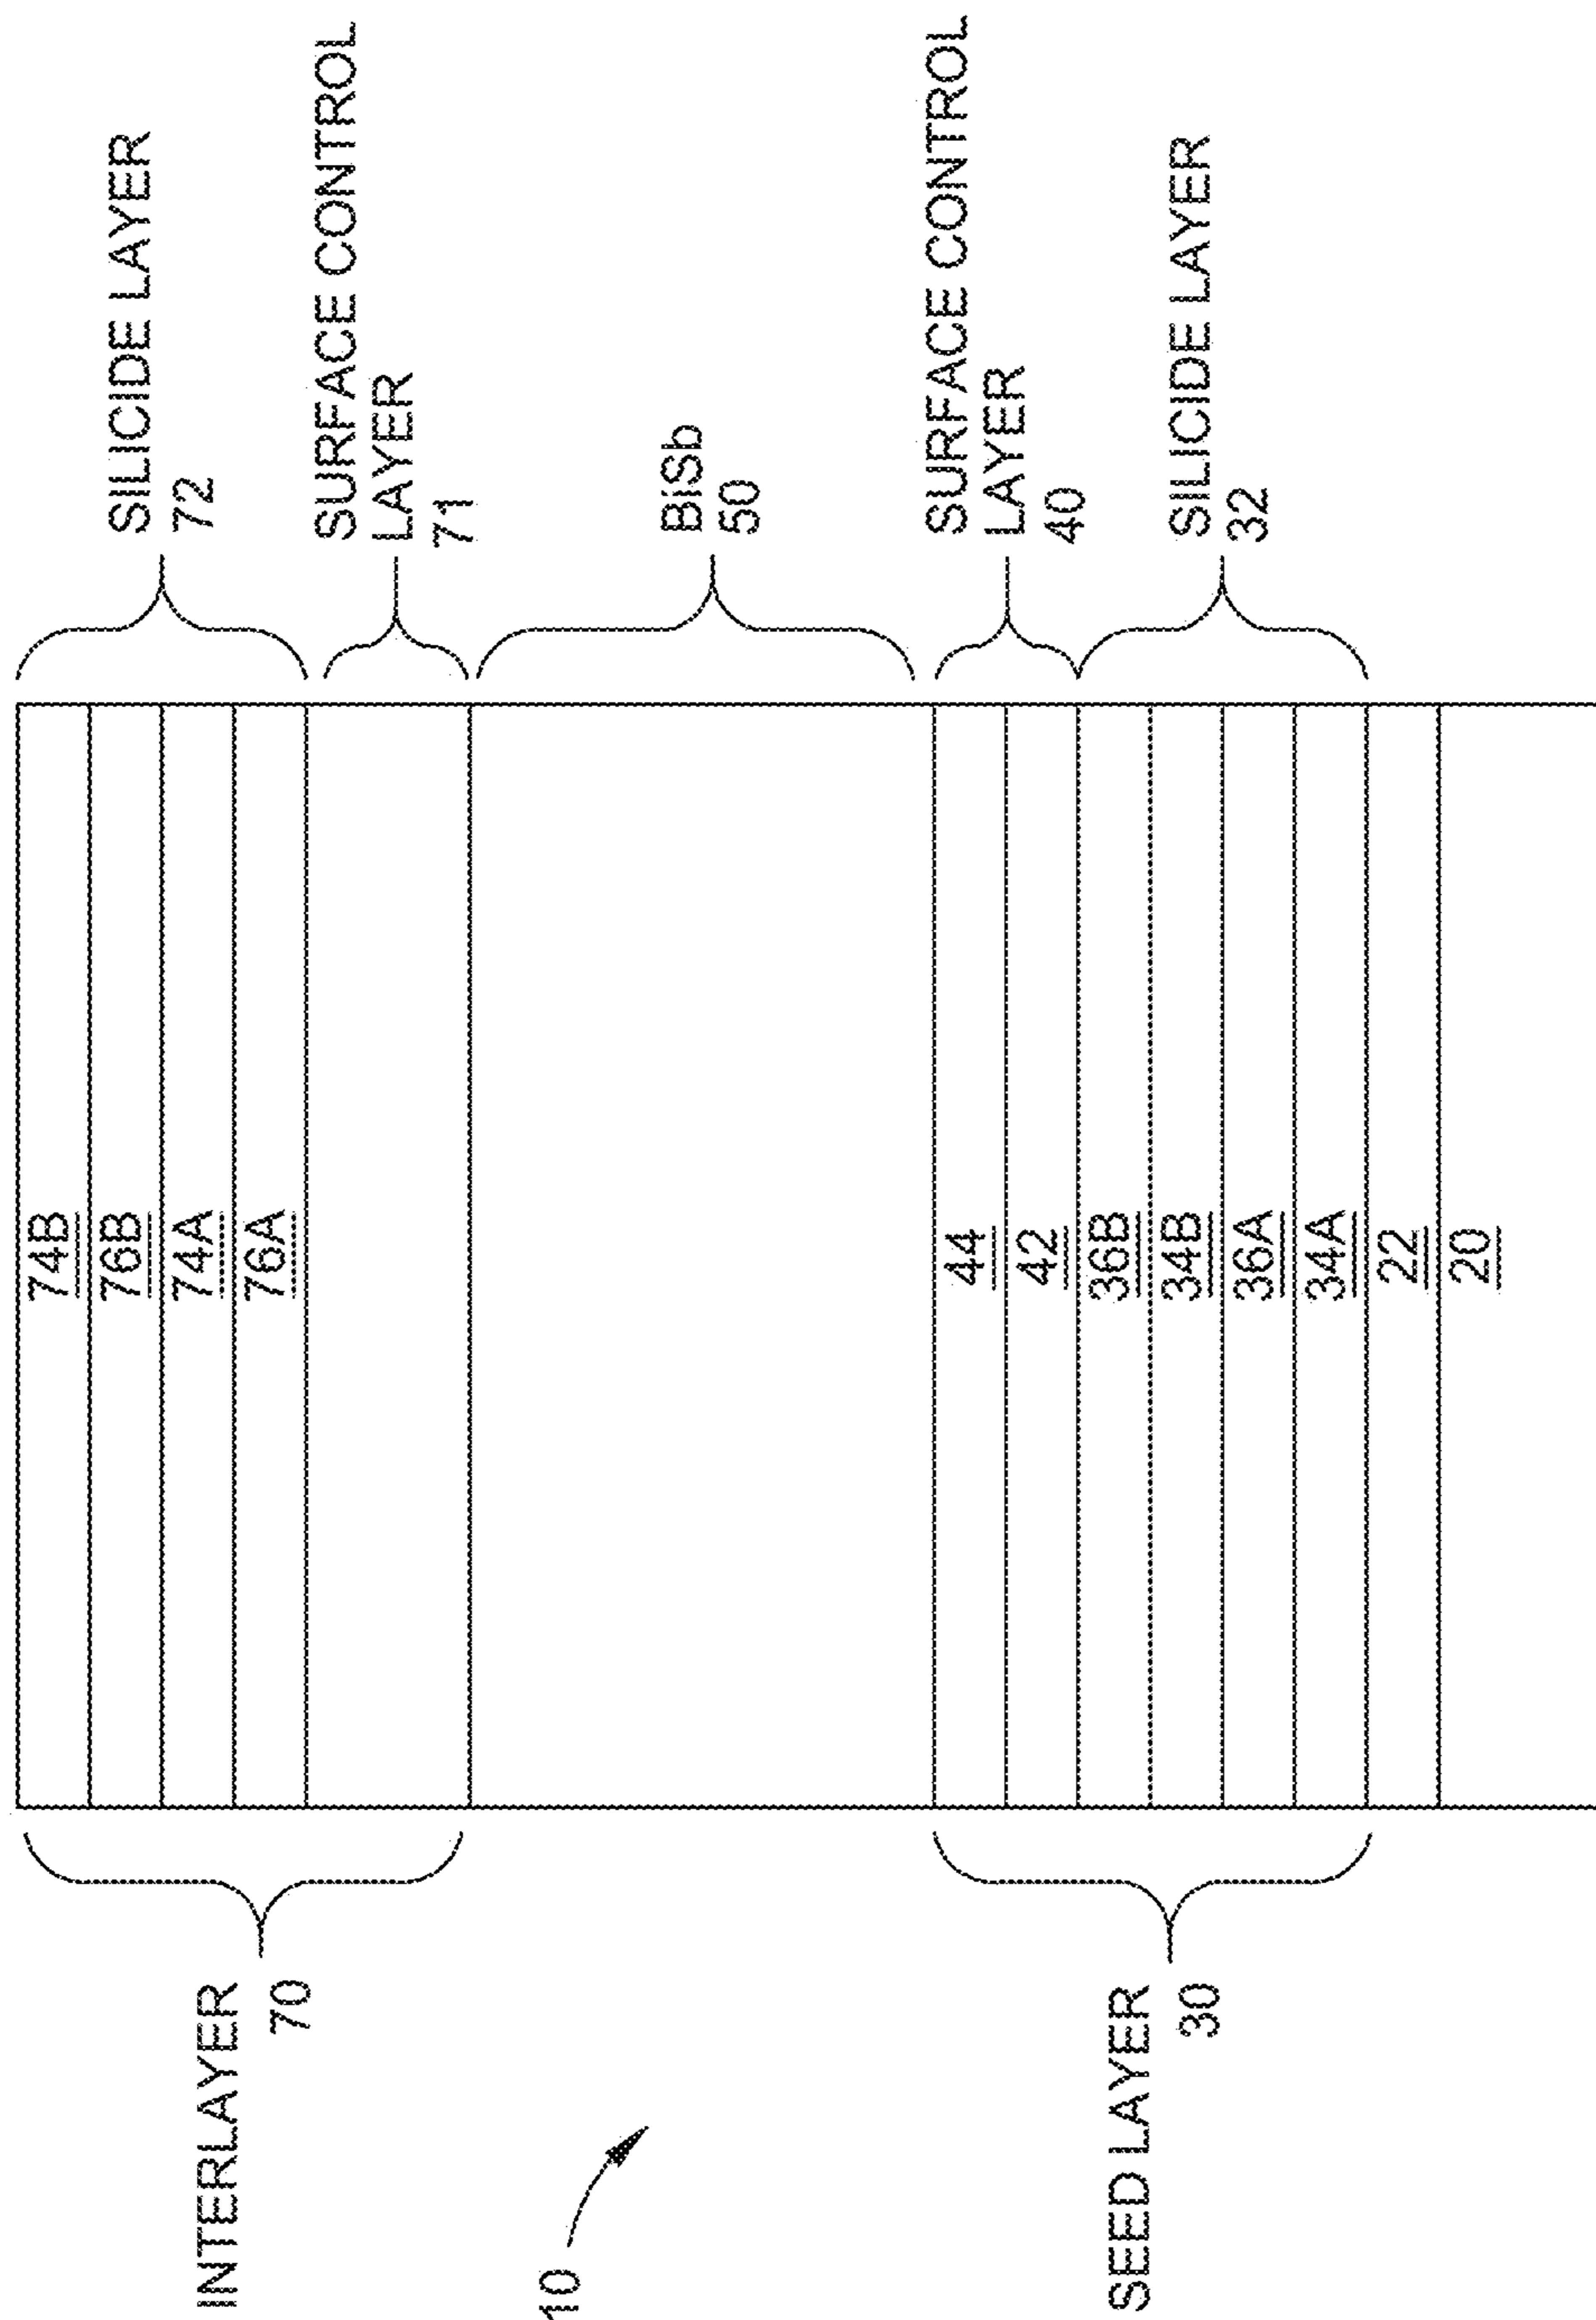 INTERLAYER
70
10
SEED LAYER
30
74B
76B
74A
76A
44
42
36B
34B
36A
34A
22
20
SILICIDE LAYER
72
SURFACE CONTROL
LAYER
71
BiSb
50
SURFACE CONTROL
LAYER
40
SILICIDE LAYER
32